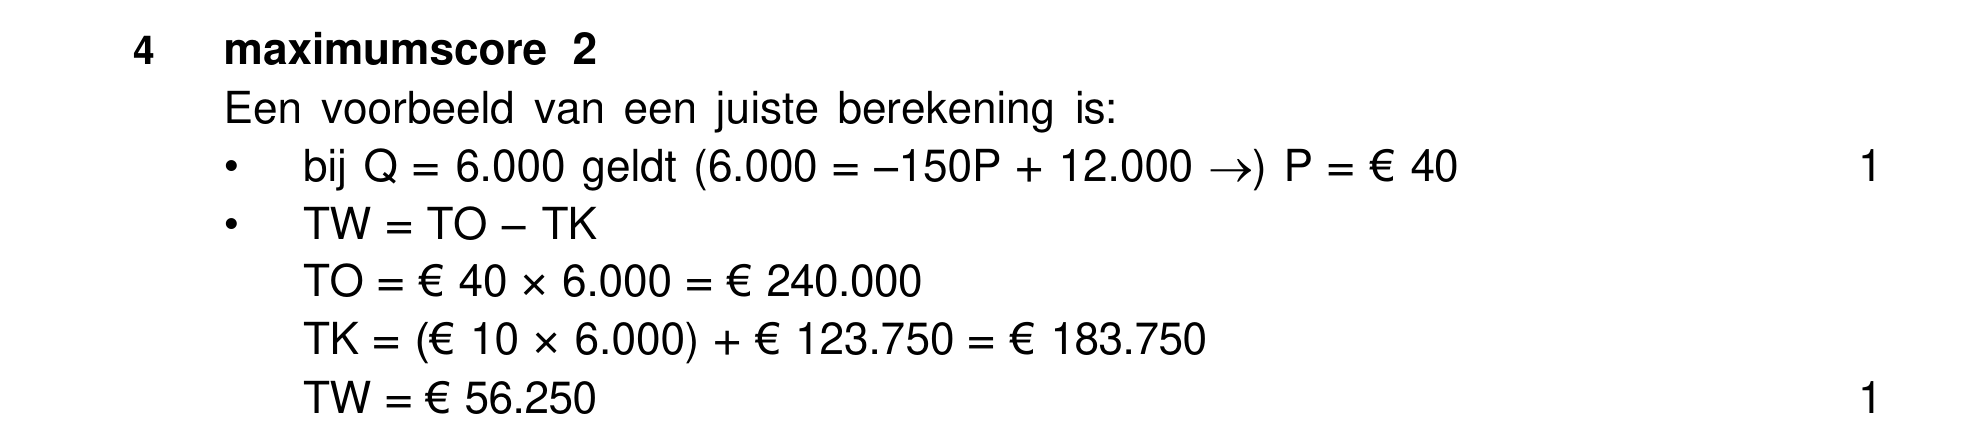 4 maximumscore 2
Een voorbeeld van een juiste berekening is:
• bij Q = 6.000 geldt (6.000 = –150P + 12.000 →) P = € 40 1
• TW = TO – TK
TO = € 40 × 6.000 = € 240.000
TK = (€ 10 × 6.000) + € 123.750 = € 183.750
TW = € 56.250 1